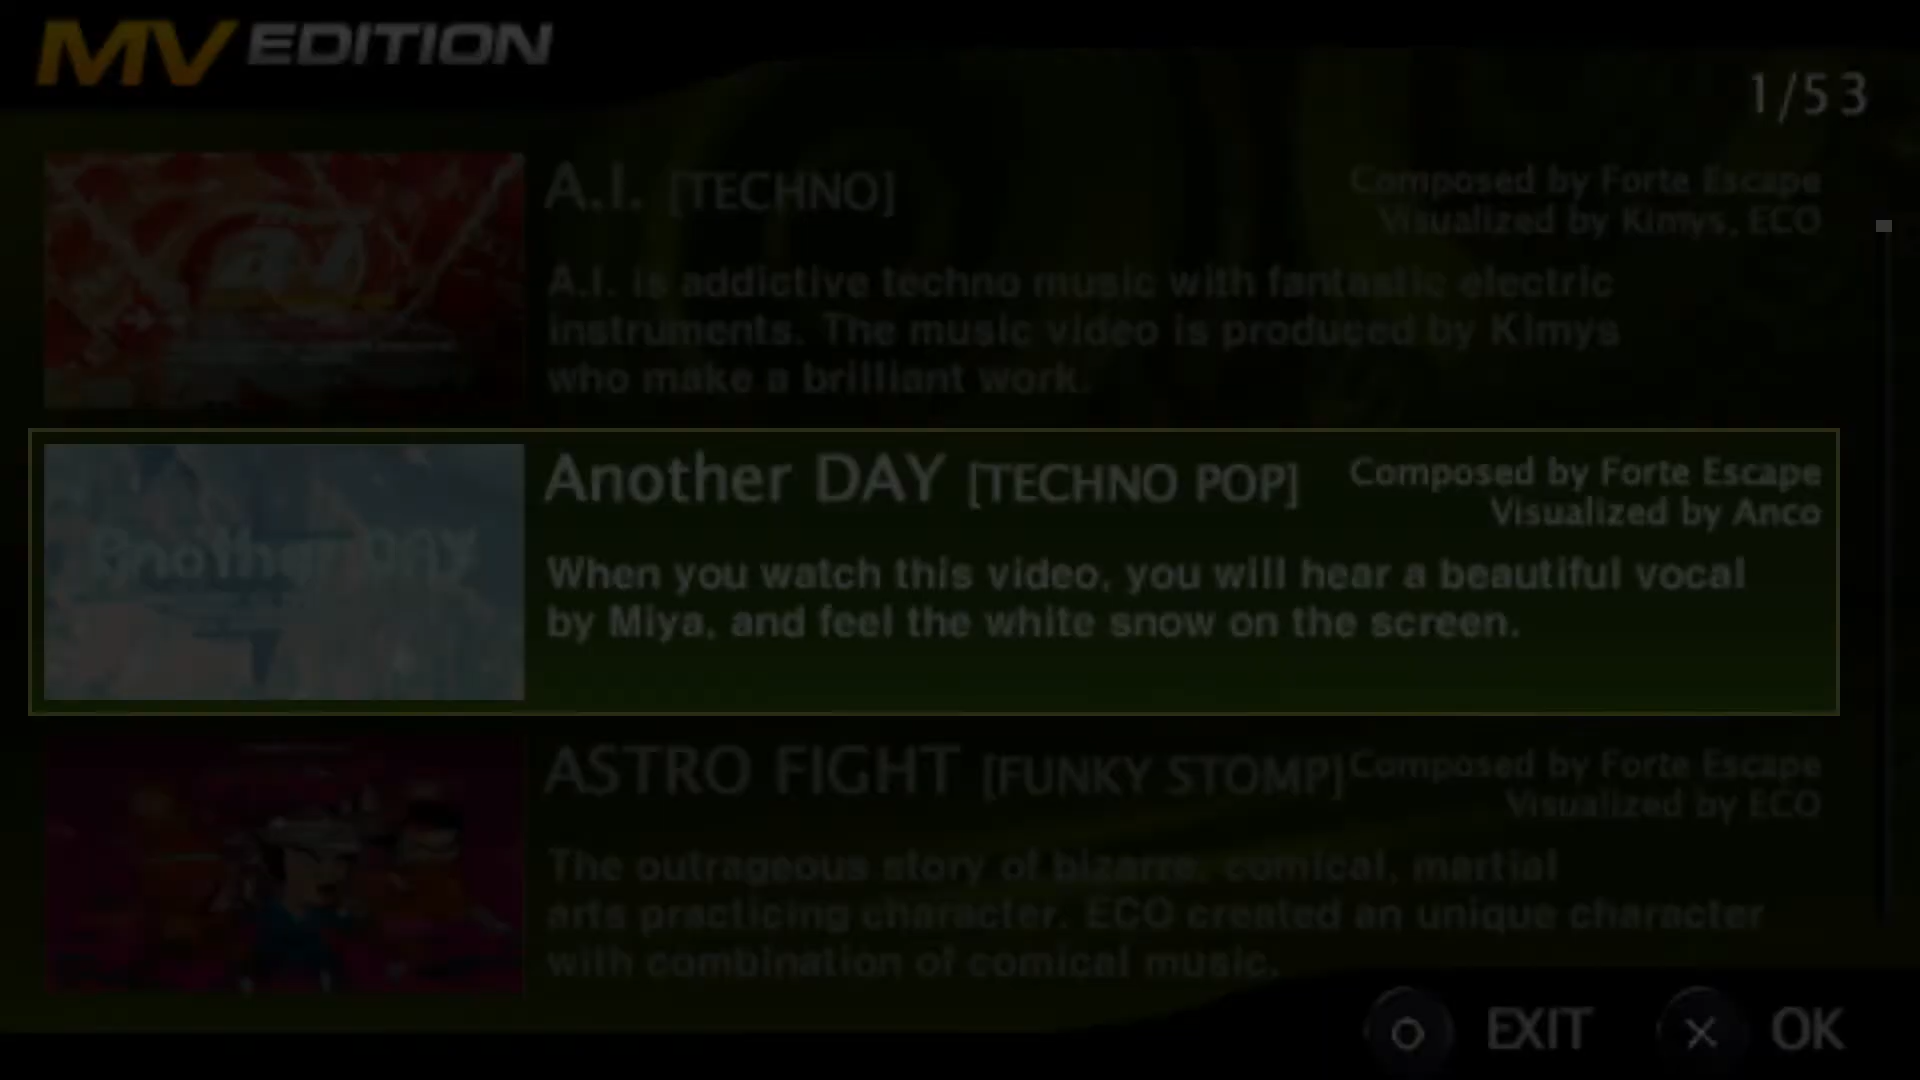 MV EDITION
1/53
A.I. [TECHNO]
Composed by Forte Escape
Visualized by Kimys, ECO
A.I. is addictive techno music with fantastic electric
instruments. The music video is produced by Kimys
who make a brilliant work.
Another DAY
Another DAY [TECHNO POP]
Composed by Forte Escape
Visualized by Anco
When you watch this video, you will hear a beautiful vocal
by Miya, and feel the white snow on the screen.
ASTRO FIGHT [FUNKY STOMP]
Composed by Forte Escape
Visualized by ECO
The outrageous story of bizarre, comical, martial
arts practicing character. ECO created an unique character
with combination of comical music.
EXIT
OK